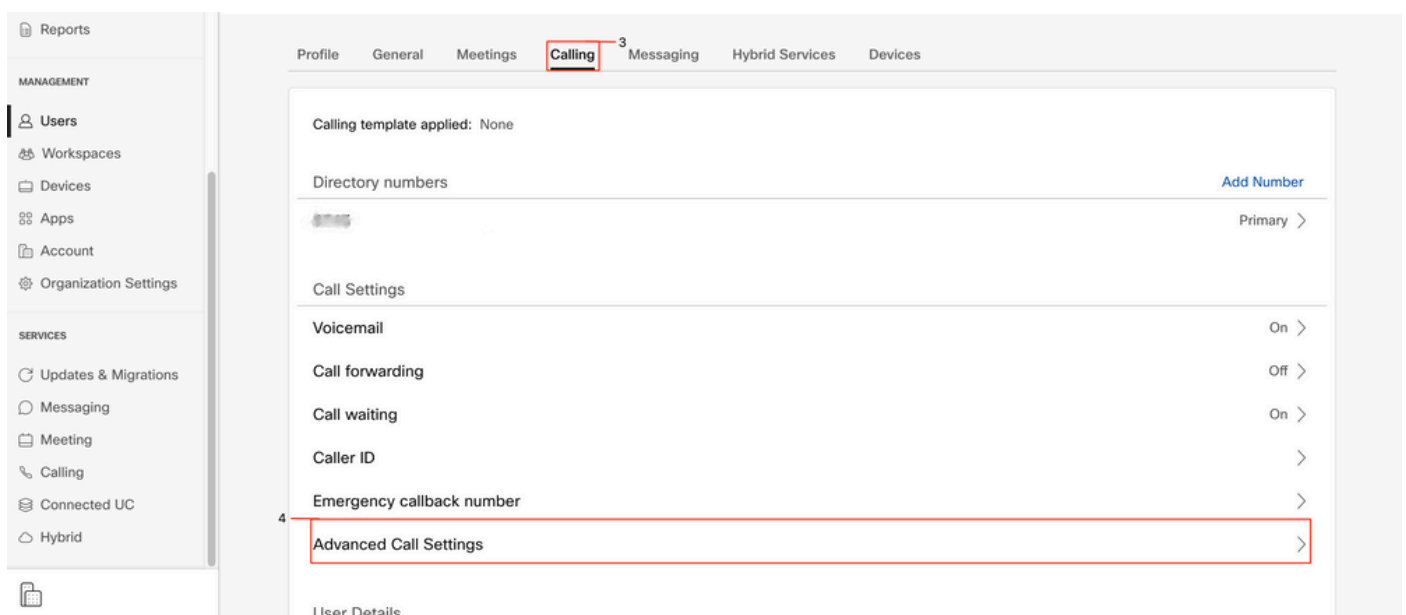 Reports
MANAGEMENT
Users
Workspaces
Devices
Apps
Account
Organization Settings
SERVICES
Updates & Migrations
Messaging
Meeting
Calling
Connected UC
Hybrid
Profile General Meetings Calling 3 Messaging Hybrid Services Devices
Calling template applied: None
Directory numbers Add Number
Primary
Call Settings
Voicemail On
Call forwarding Off
Call waiting On
Caller ID
Emergency callback number
4
Advanced Call Settings
User Details